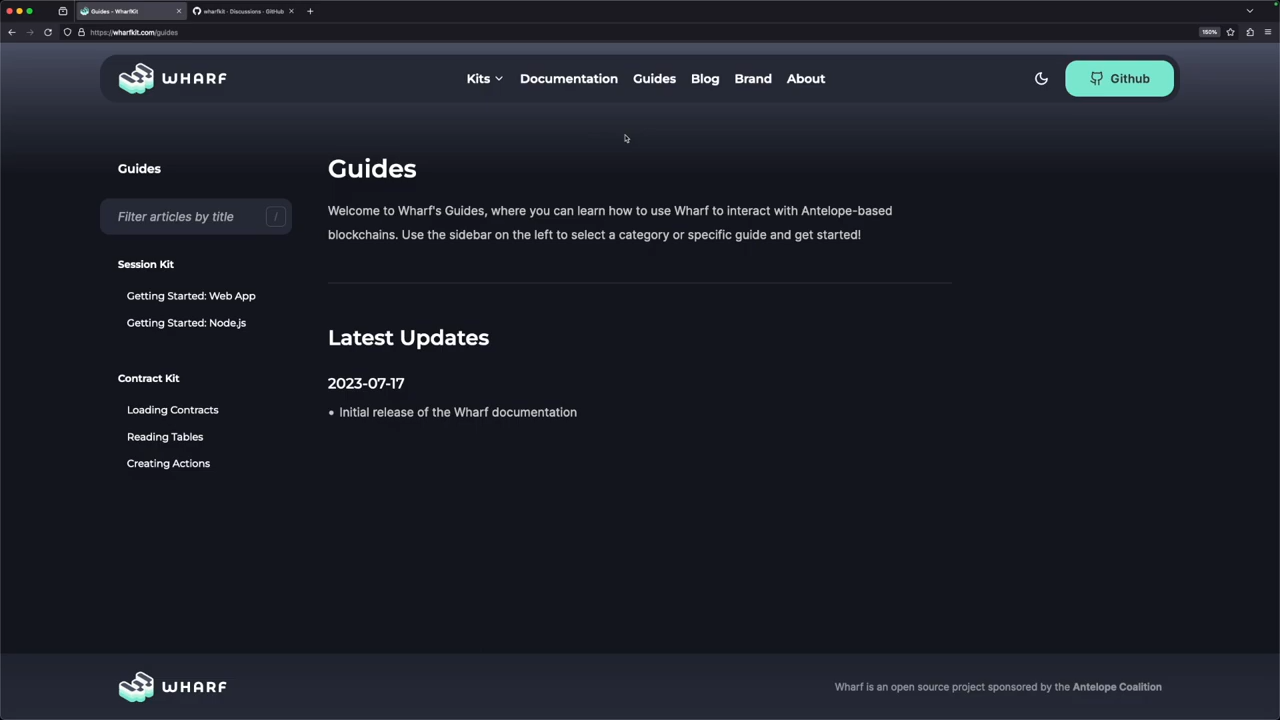 Guides - WharfKit
wharfkit - Discussions - GitHub
https://wharfkit.com/guides
150%
WHARF
Kits
Documentation
Guides
Blog
Brand
About
Github
Guides
Filter articles by title
/
Session Kit
Getting Started: Web App
Getting Started: Node.js
Contract Kit
Loading Contracts
Reading Tables
Creating Actions
Guides
Welcome to Wharf's Guides, where you can learn how to use Wharf to interact with Antelope-based
blockchains. Use the sidebar on the left to select a category or specific guide and get started!
Latest Updates
2023-07-17
• Initial release of the Wharf documentation
WHARF
Wharf is an open source project sponsored by the Antelope Coalition